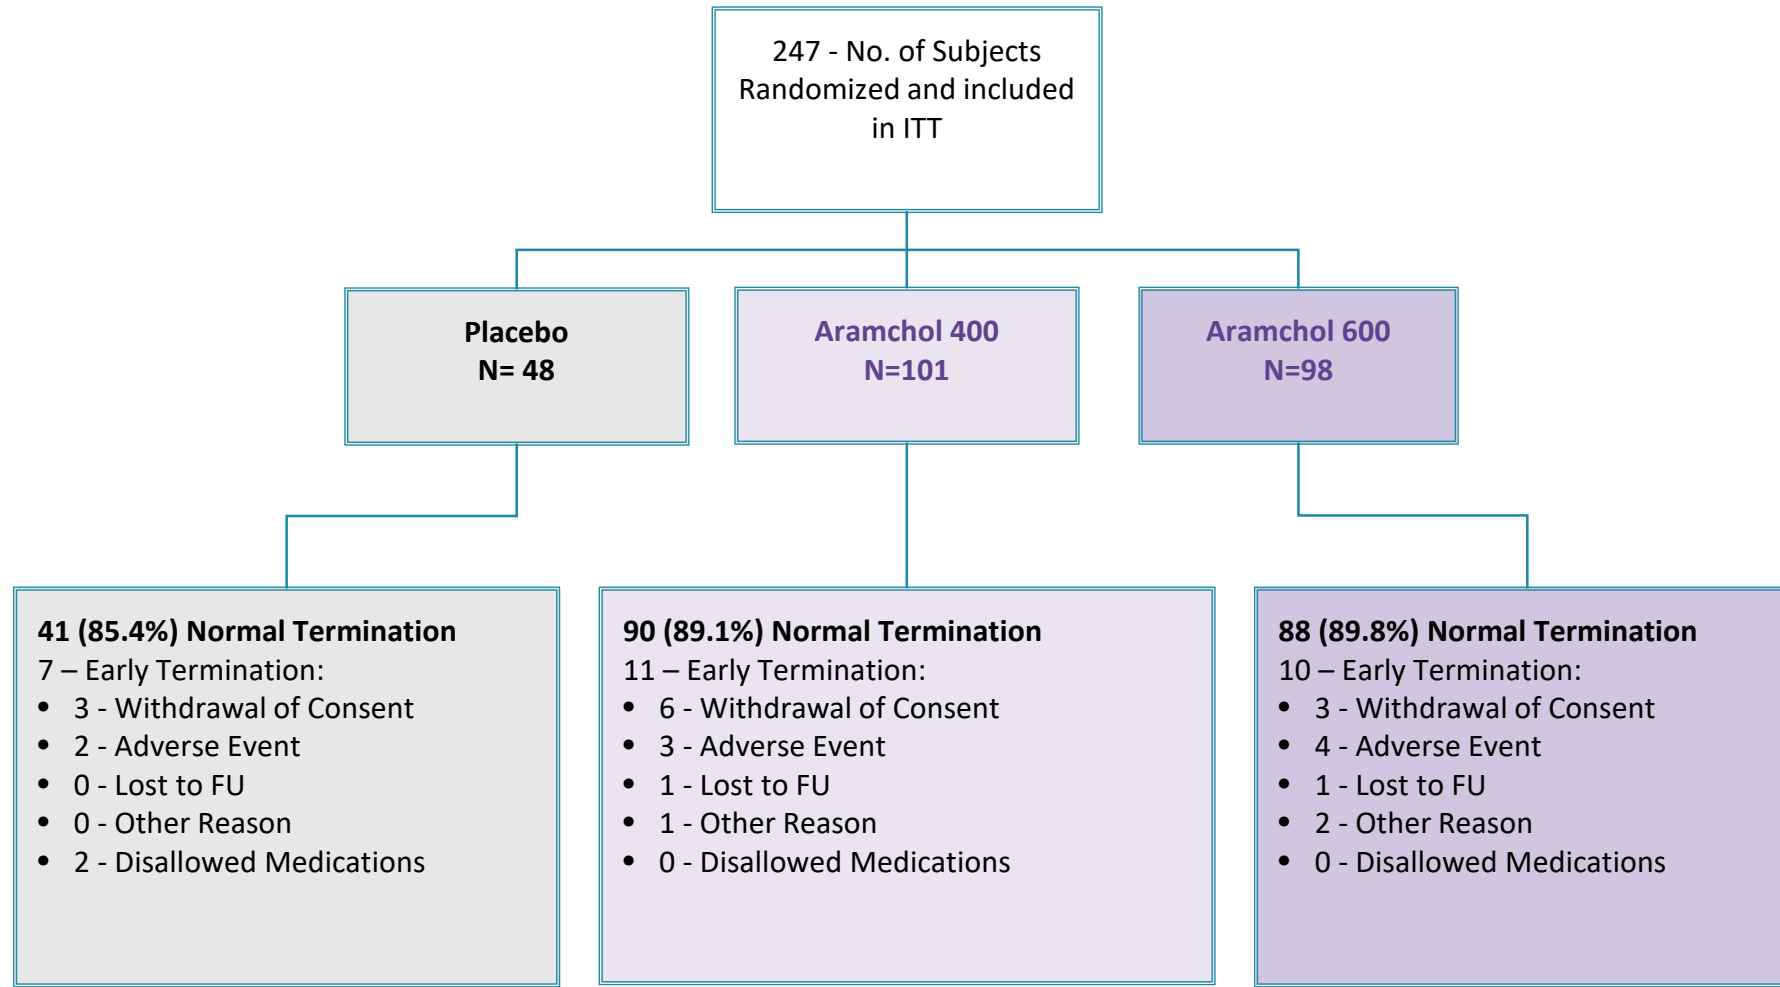 247 - No. of Subjects
Randomized and included
in ITT
Placebo
N= 48
Aramchol 400
N=101
Aramchol 600
N=98
41 (85.4%) Normal Termination
7 – Early Termination:
• 3 - Withdrawal of Consent
• 2 - Adverse Event
• 0 - Lost to FU
• 0 - Other Reason
• 2 - Disallowed Medications
90 (89.1%) Normal Termination
11 – Early Termination:
• 6 - Withdrawal of Consent
• 3 - Adverse Event
• 1 - Lost to FU
• 1 - Other Reason
• 0 - Disallowed Medications
88 (89.8%) Normal Termination
10 – Early Termination:
• 3 - Withdrawal of Consent
• 4 - Adverse Event
• 1 - Lost to FU
• 2 - Other Reason
• 0 - Disallowed Medications